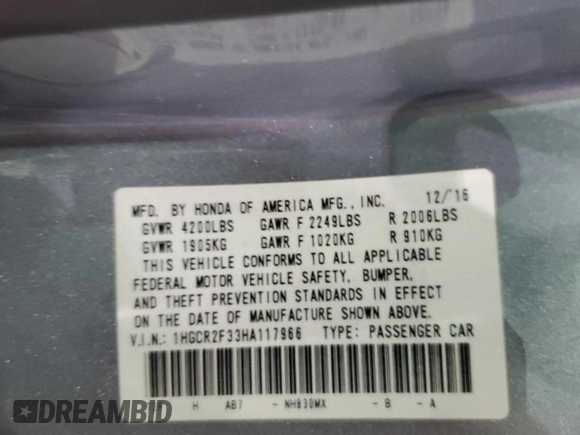 MFD. BY HONDA OF AMERICA MFG., INC. 12/16
GVWR 4200LBS GAWR F 2249LBS R 2006LBS
GVWR 1905KG GAWR F 1020KG R 910KG
THIS VEHICLE CONFORMS TO ALL APPLICABLE
FEDERAL MOTOR VEHICLE SAFETY, BUMPER,
AND THEFT PREVENTION STANDARDS IN EFFECT
ON THE DATE OF MANUFACTURE SHOWN ABOVE.
V.I.N.: 1HGCR2F33HA117966 TYPE: PASSENGER CAR
H AB7 - NH830MX - B - A
DREAMBID